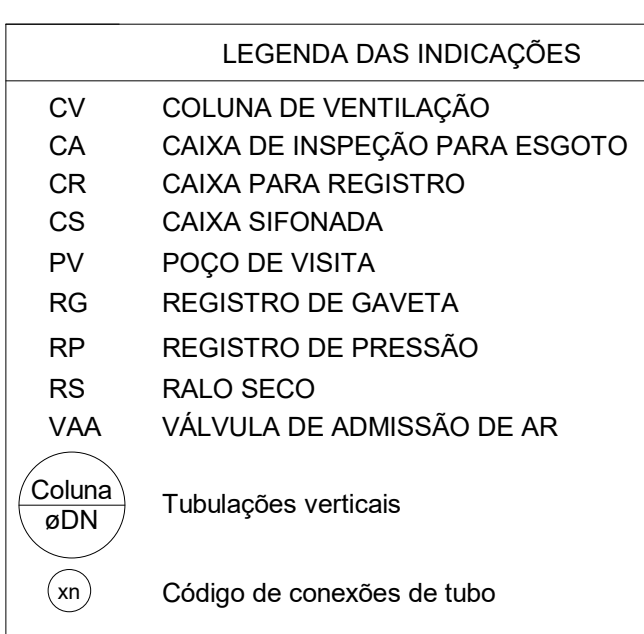 LEGENDA DAS INDICAÇÕES
CV COLUNA DE VENTILAÇÃO
CA CAIXA DE INSPEÇÃO PARA ESGOTO
CR CAIXA PARA REGISTRO
CS CAIXA SIFONADA
PV POÇO DE VISITA
RG REGISTRO DE GAVETA
RP REGISTRO DE PRESSÃO
RS RALO SECO
VAA VÁLVULA DE ADMISSÃO DE AR
Coluna
øDN
Tubulações verticais
xn Código de conexões de tubo